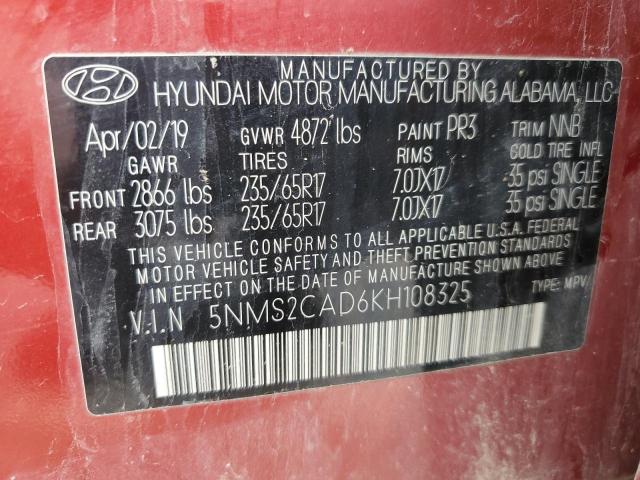 MANUFACTURED BY
HYUNDAI MOTOR MANUFACTURING ALABAMA, LLC
Apr/02/19 GVWR 4872 lbs PAINT PR3 TRIM NNB
GAWR TIRES RIMS COLD TIRE INFL
FRONT 2866 lbs 235/65R17 7.0JX17 35 psi SINGLE
REAR 3075 lbs 235/65R17 7.0JX17 35 psi SINGLE
THIS VEHICLE CONFORMS TO ALL APPLICABLE U.S.A. FEDERAL
MOTOR VEHICLE SAFETY AND THEFT PREVENTION STANDARDS
IN EFFECT ON THE DATE OF MANUFACTURE SHOWN ABOVE
V.I.N 5NMS2CAD6KH108325 TYPE: MPV